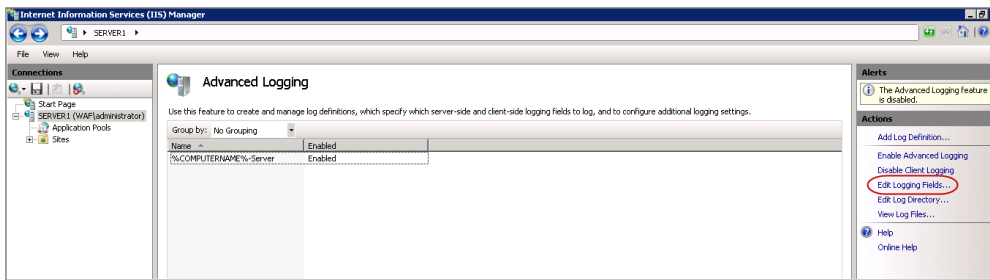 Internet Information Services (IIS) Manager
SERVER1
File View Help
Connections
Start Page
SERVER1 (WAF\administrator)
Application Pools
Sites
Advanced Logging
Use this feature to create and manage log definitions, which specify which server-side and client-side logging fields to log, and to configure additional logging settings.
Group by: No Grouping
Name Enabled
%COMPUTERNAME%-Server Enabled
Alerts
The Advanced Logging feature
is disabled.
Actions
Add Log Definition...
Enable Advanced Logging
Disable Client Logging
Edit Logging Fields...
Edit Log Directory...
View Log Files...
Help
Online Help